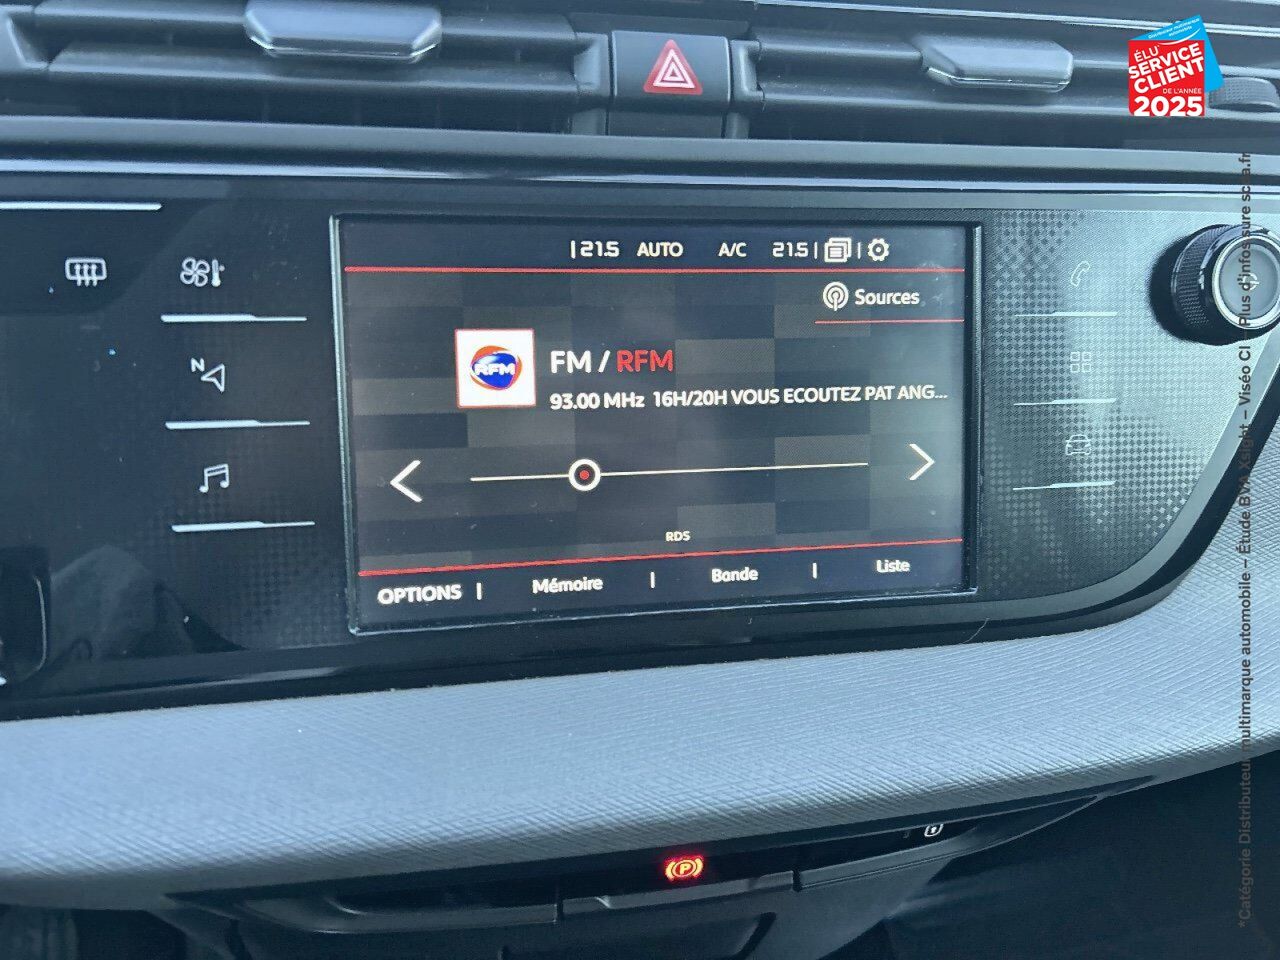 ÉLU
SERVICE
CLIENT
DE L'ANNÉE
2025
21.5 AUTO A/C 21.5
Sources
RFM
FM / RFM
93.00 MHz 16H/20H VOUS ECOUTEZ PAT ANG...
N
RDS
OPTIONS | Mémoire | Bande | Liste
P
*Catégorie Distributeur multimarque automobile – Étude BVA Xsight – Viséo CI – Plus d'infos sur escda.fr